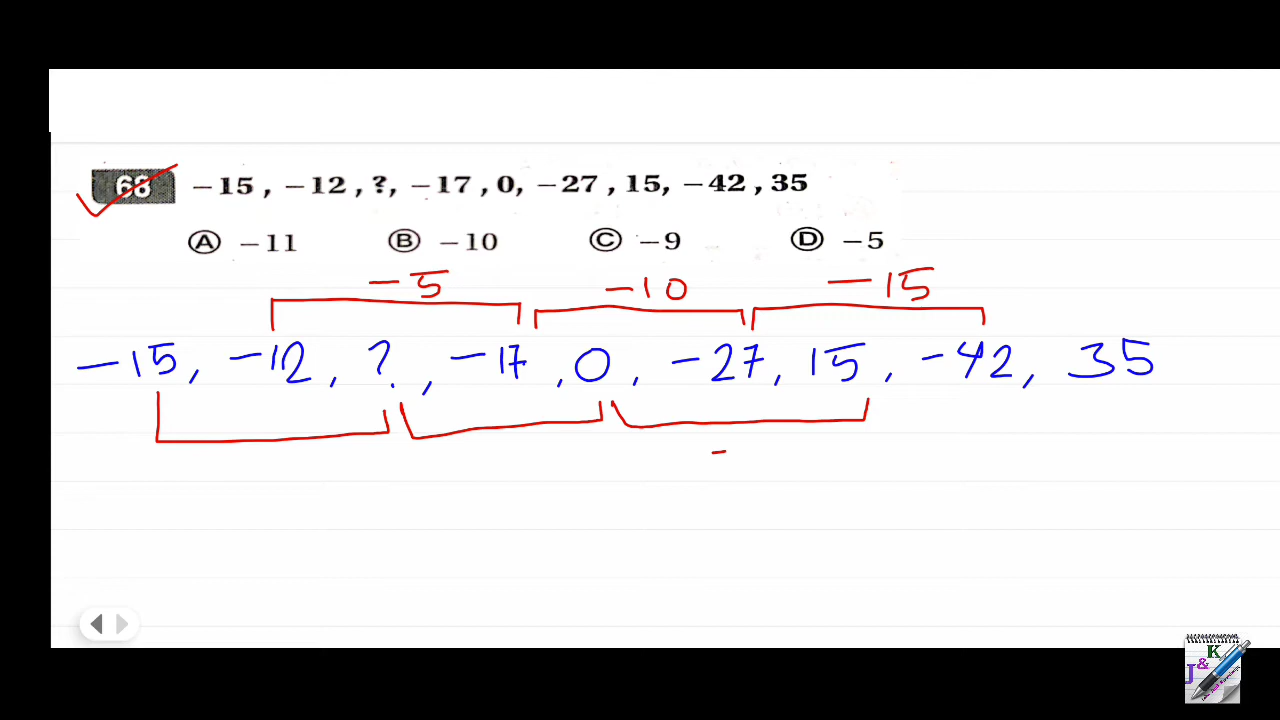 68 −15 , −12 , ?, −17 , 0, −27 , 15, −42 , 35
Ⓐ −11 Ⓑ −10 Ⓒ −9 Ⓓ −5
−5 −10 −15
−15, −12, ?, −17, 0, −27, 15, −42, 35
−
J&K